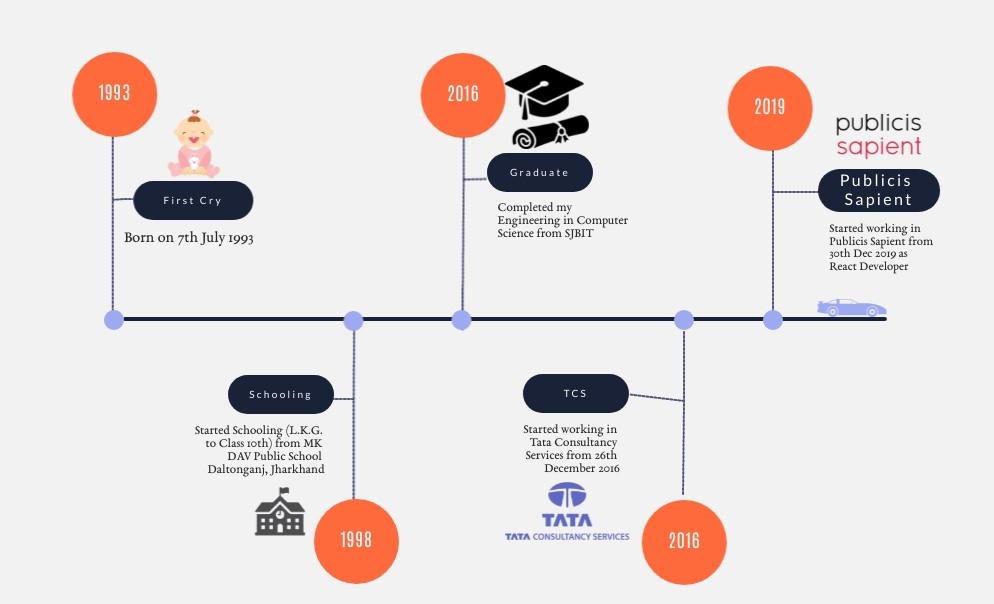 1993
First Cry
Born on 7th July 1993
2016
Graduate
Completed my
Engineering in Computer
Science from SJBIT
2019
publicis
sapient
Publicis
Sapient
Started working in
Publicis Sapient from
30th Dec 2019 as
React Developer
Schooling
Started Schooling (L.K.G.
to Class 10th) from MK
DAV Public School
Daltonganj, Jharkhand
1998
TCS
Started working in
Tata Consultancy
Services from 26th
December 2016
TATA
TATA CONSULTANCY SERVICES
2016